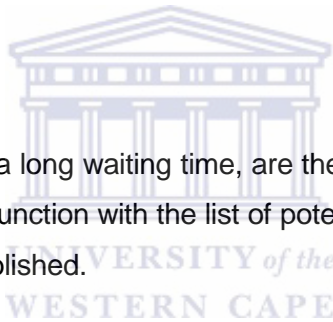 a long waiting time, are the
unction with the list of pote
UNIVERSITY of the
olished.
WESTERN CAPE